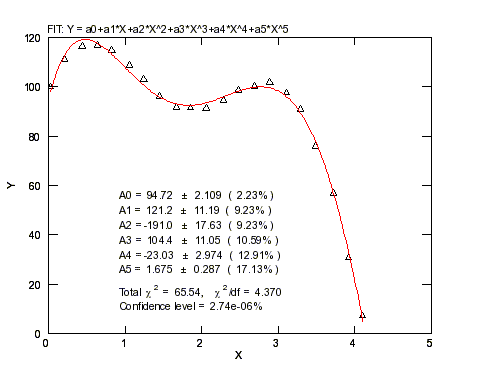 FIT: Y = a0+a1*X+a2*X^2+a3*X^3+a4*X^4+a5*X^5
120
100
80
60
40
20
0
Y
A0 = 94.72 ± 2.109 ( 2.23%)
A1 = 121.2 ± 11.19 ( 9.23%)
A2 = -191.0 ± 17.63 ( 9.23%)
A3 = 104.4 ± 11.05 ( 10.59%)
A4 = -23.03 ± 2.974 ( 12.91%)
A5 = 1.675 ± 0.287 ( 17.13%)
Total χ² = 65.54, χ²/df = 4.370
Confidence level = 2.74e-06%
0 1 2 3 4 5
X